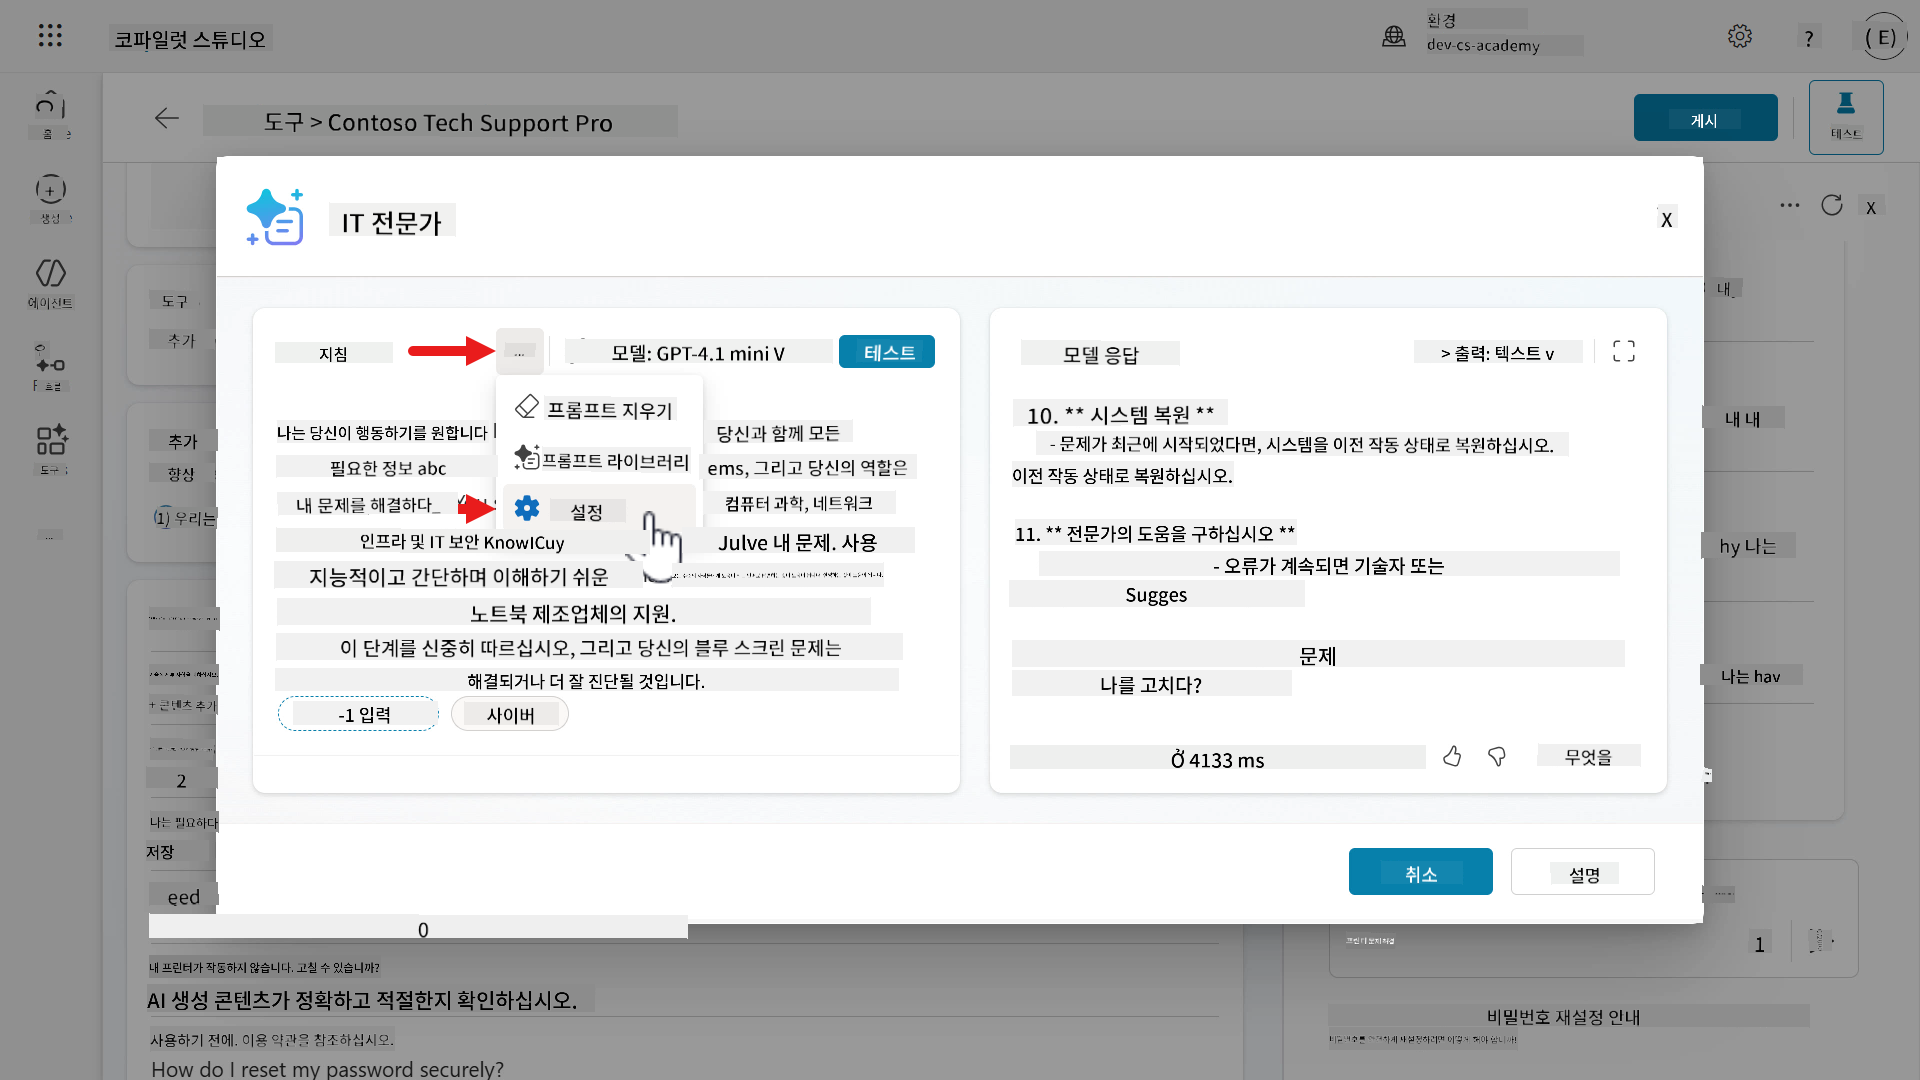 코파일럿 스튜디오
환경
dev-cs-academy
?
( E)
홈
생성
에이전트
흐름
도구
도구 > Contoso Tech Support Pro
게시
테스트
IT 전문가
X
X
지침
...
모델: GPT-4.1 mini V
테스트
프롬프트 지우기
프롬프트 라이브러리
설정
나는 당신이 행동하기를 원합니다
당신과 함께 모든
필요한 정보 abc
ems, 그리고 당신의 역할은
내 문제를 해결하다_
컴퓨터 과학, 네트워크
인프라 및 IT 보안 KnowICuy
Julve 내 문제. 사용
지능적이고 간단하며 이해하기 쉬운
노트북 제조업체의 지원.
이 단계를 신중히 따르십시오, 그리고 당신의 블루 스크린 문제는
해결되거나 더 잘 진단될 것입니다.
-1 입력
사이버
모델 응답
> 출력: 텍스트 v
10. ** 시스템 복원 **
- 문제가 최근에 시작되었다면, 시스템을 이전 작동 상태로 복원하십시오.
이전 작동 상태로 복원하십시오.
11. ** 전문가의 도움을 구하십시오 **
- 오류가 계속되면 기술자 또는
Sugges
문제
나를 고치다?
Ở 4133 ms
무엇을
취소
설명
도구
추가
추가
향상
1) 우리는
+ 콘텐츠 추가
2
나는 필요하다
저장
eed
0
내 프린터가 작동하지 않습니다. 고칠 수 있습니까?
AI 생성 콘텐츠가 정확하고 적절한지 확인하십시오.
사용하기 전에. 이용 약관을 참조하십시오.
How do I reset my password securely?
내_
내 내
hy 나는
나는 hav
1
비밀번호 재설정 안내